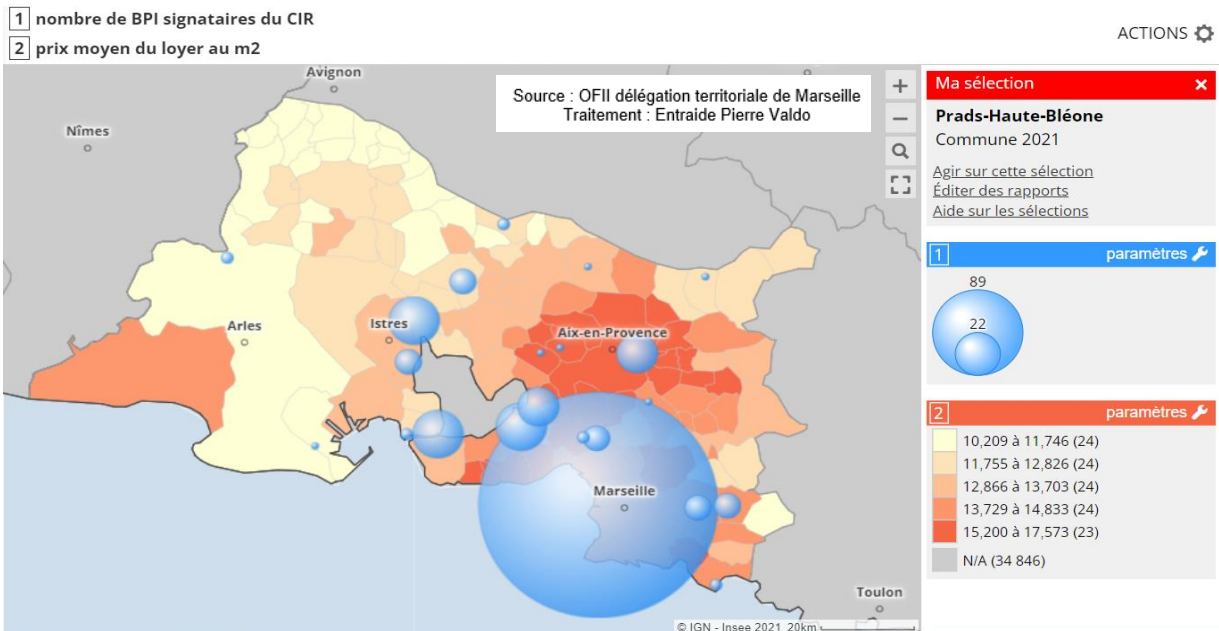 1 nombre de BPI signataires du CIR
2 prix moyen du loyer au m2
ACTIONS
Avignon
Nîmes
Source : OFII délégation territoriale de Marseille
Traitement : Entraide Pierre Valdo
+
−
Arles
Istres
Aix-en-Provence
Marseille
Toulon
© IGN - Insee 2021 20km
Ma sélection ×
Prads-Haute-Bléone
Commune 2021
Agir sur cette sélection
Éditer des rapports
Aide sur les sélections
1 paramètres
89
22
2 paramètres
10,209 à 11,746 (24)
11,755 à 12,826 (24)
12,866 à 13,703 (24)
13,729 à 14,833 (24)
15,200 à 17,573 (23)
N/A (34 846)